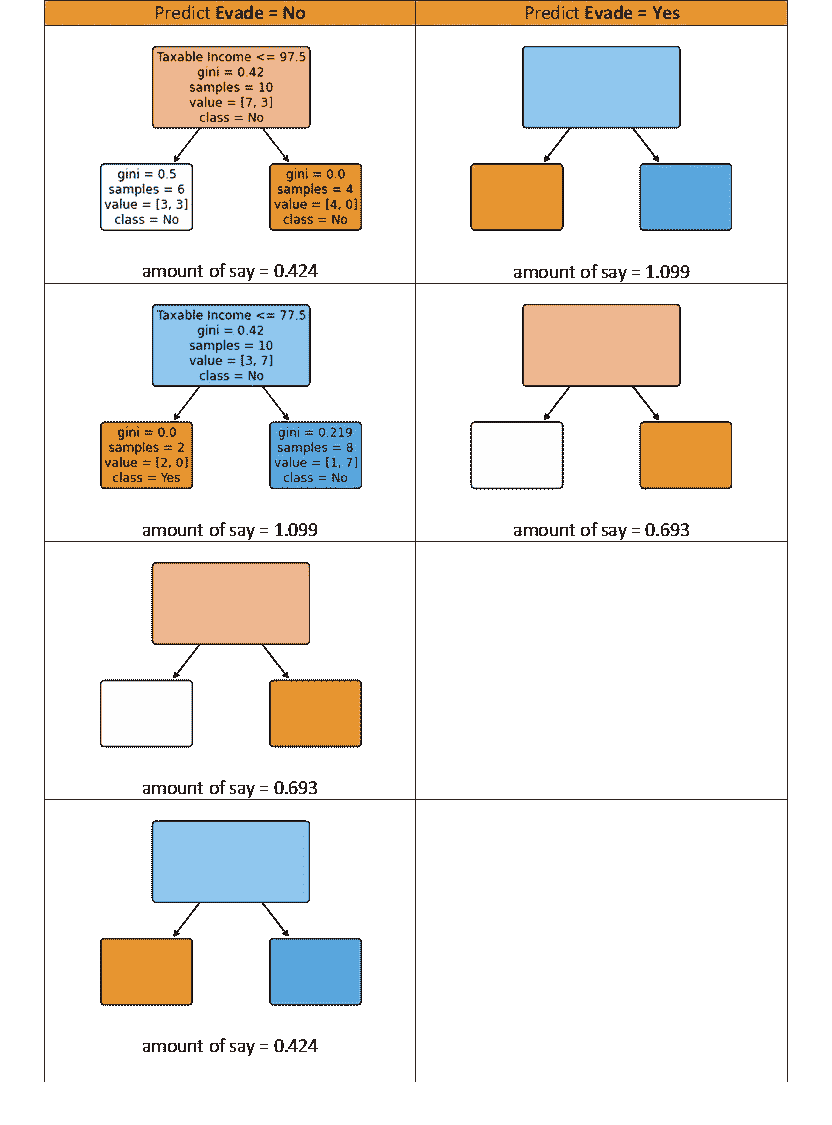 Predict Evade = No
Predict Evade = Yes
Taxable Income <= 97.5
gini = 0.42
samples = 10
value = [7, 3]
class = No
gini = 0.5
samples = 6
value = [3, 3]
class = No
gini = 0.0
samples = 4
value = [4, 0]
class = No
amount of say = 0.424
amount of say = 1.099
Taxable Income <= 77.5
gini = 0.42
samples = 10
value = [3, 7]
class = No
gini = 0.0
samples = 2
value = [2, 0]
class = Yes
gini = 0.219
samples = 8
value = [1, 7]
class = No
amount of say = 1.099
amount of say = 0.693
amount of say = 0.693
amount of say = 0.424